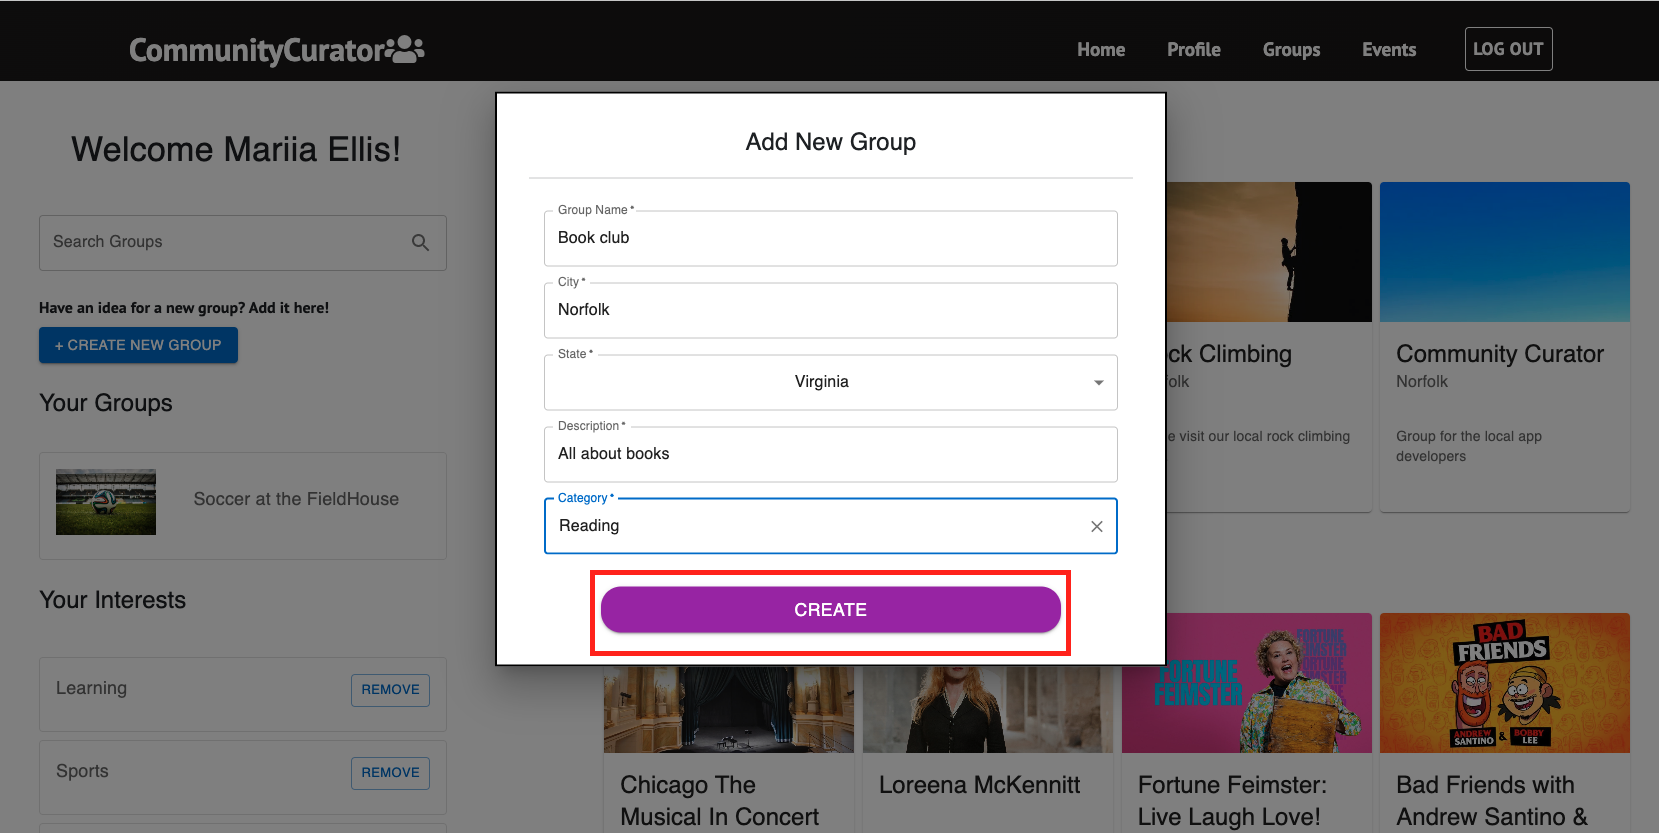 CommunityCurator
Home Profile Groups Events LOG OUT
Welcome Mariia Ellis!
Search Groups
Have an idea for a new group? Add it here!
+ CREATE NEW GROUP
Your Groups
Soccer at the FieldHouse
Your Interests
Learning REMOVE
Sports REMOVE
Add New Group
Group Name *
Book club
City *
Norfolk
State *
Virginia
Description *
All about books
Category *
Reading
CREATE
Climbing
visit our local rock climbing
Community Curator
Norfolk
Group for the local app
developers
Chicago The
Musical In Concert
Loreena McKennitt
FORTUNE
FEIMSTER
Fortune Feimster:
Live Laugh Love!
BAD
FRIENDS
ANDREW
SANTINO
&
BOBBY
LEE
Bad Friends with
Andrew Santino &